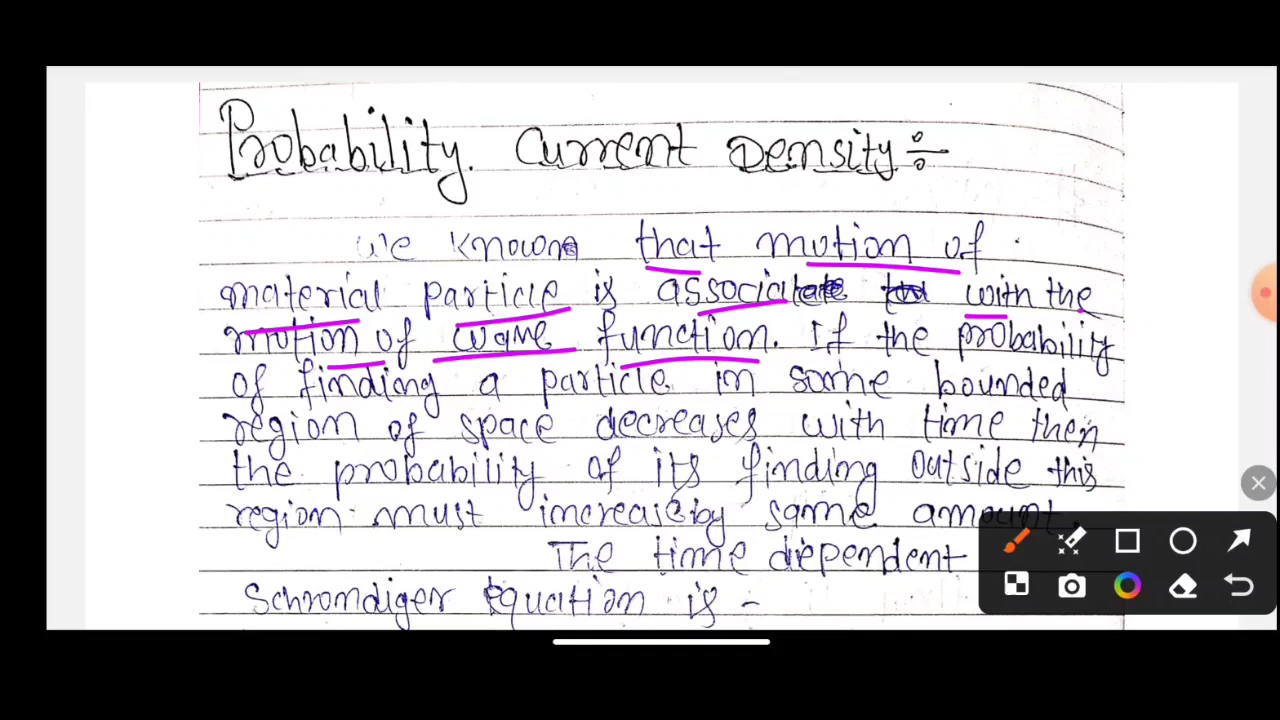 Probability. Current Density ÷
We known that motion of
material particle is associate with the
motion of wave function. If the probability
of finding a particle in some bounded
region of space decreases with time then
the probability of its finding outside this
region must increase by same amount.
The time dependent
Schromdiger Equation is -